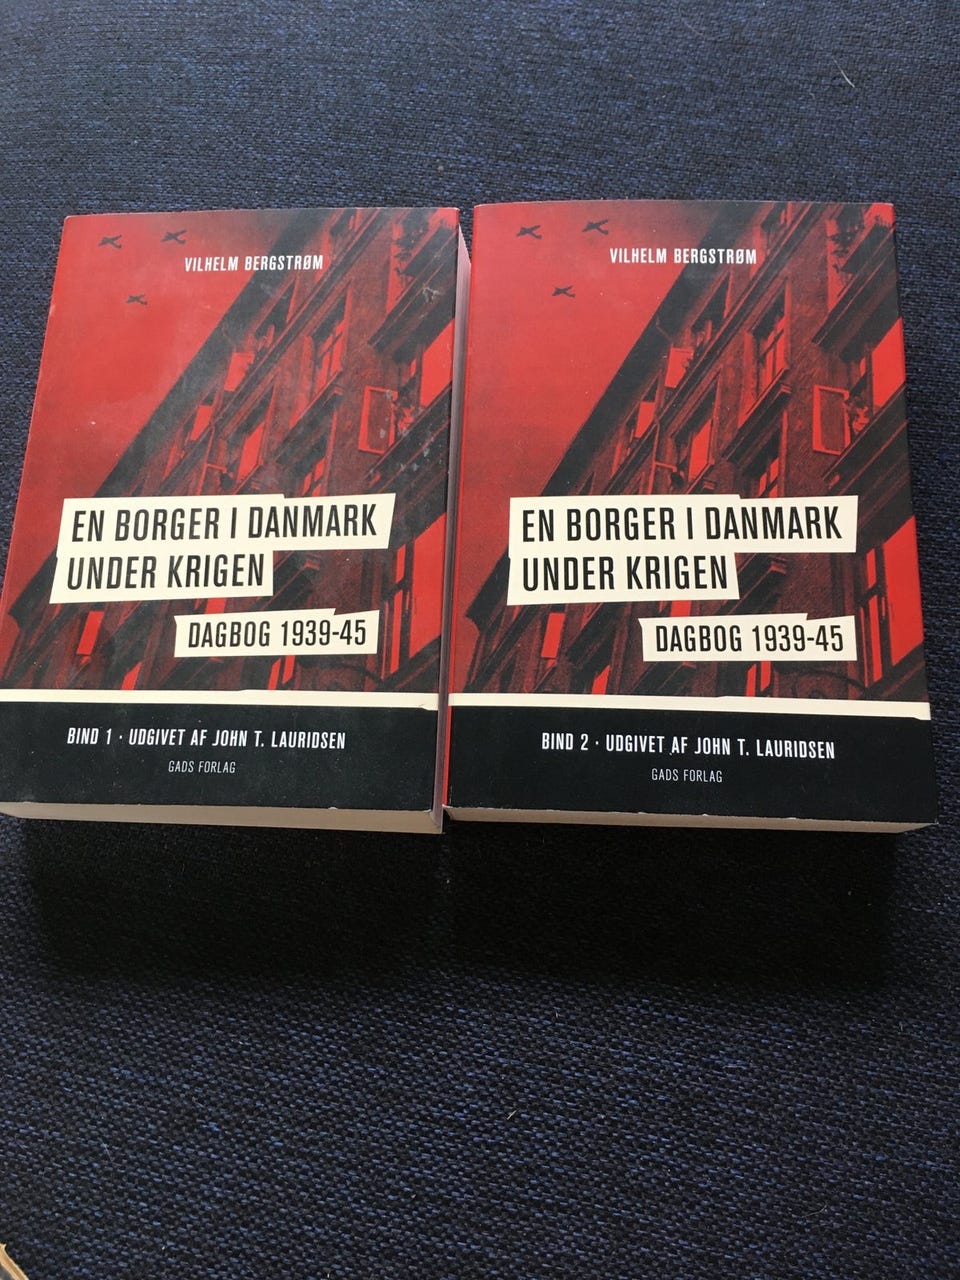 VILHELM BERGSTRØM
EN BORGER I DANMARK
UNDER KRIGEN
DAGBOG 1939-45
BIND 1 · UDGIVET AF JOHN T. LAURIDSEN
GADS FORLAG
VILHELM BERGSTRØM
EN BORGER I DANMARK
UNDER KRIGEN
DAGBOG 1939-45
BIND 2 · UDGIVET AF JOHN T. LAURIDSEN
GADS FORLAG